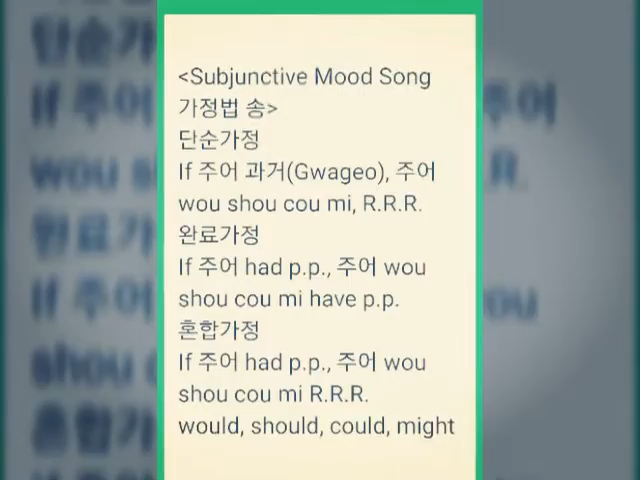 <Subjunctive Mood Song
가정법 송>
단순가정
If 주어 과거(Gwageo), 주어
wou shou cou mi, R.R.R.
완료가정
If 주어 had p.p., 주어 wou
shou cou mi have p.p.
혼합가정
If 주어 had p.p., 주어 wou
shou cou mi R.R.R.
would, should, could, might